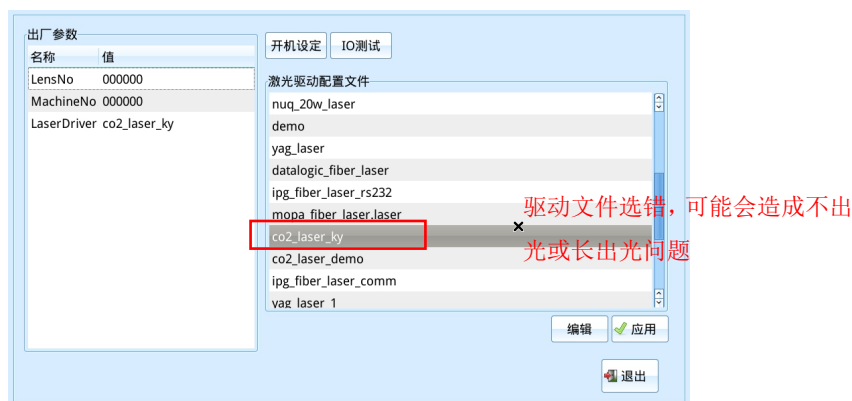 出厂参数
名称 值
LensNo 000000
MachineNo 000000
LaserDriver co2_laser_ky
开机设定 IO测试
激光驱动配置文件
nuq_20w_laser
demo
yag_laser
datalogic_fiber_laser
ipg_fiber_laser_rs232
mopa_fiber_laser.laser
co2_laser_ky
co2_laser_demo
ipg_fiber_laser_comm
yag_laser_1
驱动文件选错，可能会造成不出
光或长出光问题
编辑 应用
退出